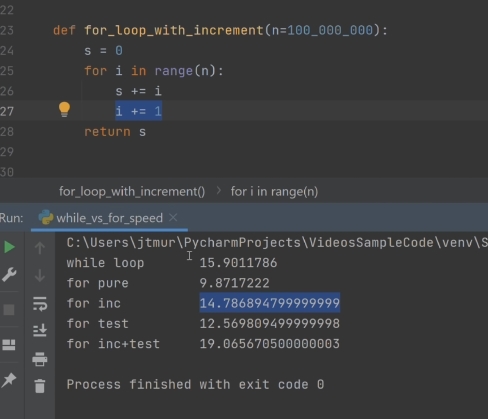 22
23 def for_loop_with_increment(n=100_000_000):
24 s = 0
25 for i in range(n):
26 s += i
27 i += 1
28 return s
29
30
for_loop_with_increment() › for i in range(n)
Run: while_vs_for_speed ×
C:\Users\jtmur\PycharmProjects\VideosSampleCode\venv\S
while loop 15.9011786
for pure 9.8717222
for inc 14.786894799999999
for test 12.569809499999998
for inc+test 19.065670500000003
Process finished with exit code 0